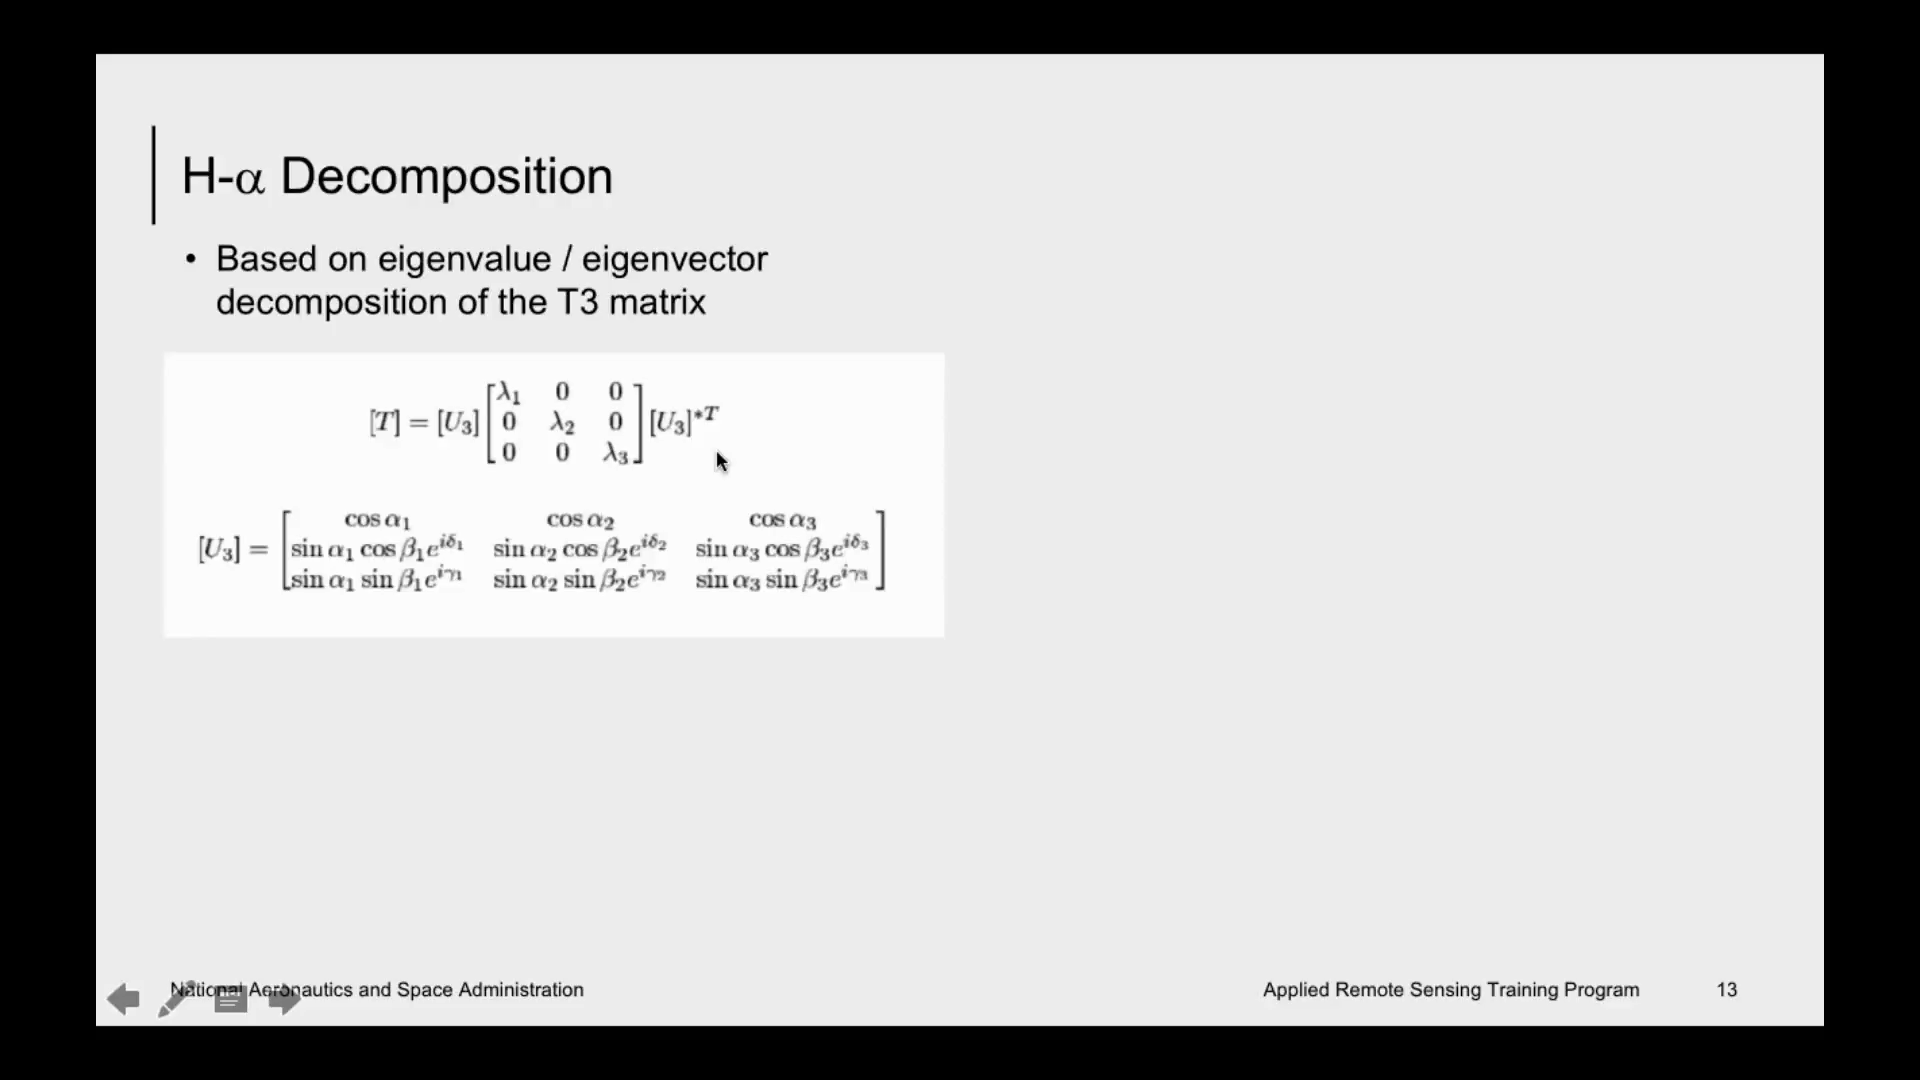 H-α Decomposition
• Based on eigenvalue / eigenvector
decomposition of the T3 matrix
[T] = [U₃] [λ₁ 0 0
0 λ₂ 0
0 0 λ₃] [U₃]*ᵀ
[U₃] = [cos α₁ cos α₂ cos α₃
sin α₁ cos β₁e^{iδ₁} sin α₂ cos β₂e^{iδ₂} sin α₃ cos β₃e^{iδ₃}
sin α₁ sin β₁e^{iγ₁} sin α₂ sin β₂e^{iγ₂} sin α₃ sin β₃e^{iγ₃}]
National Aeronautics and Space Administration
Applied Remote Sensing Training Program 13